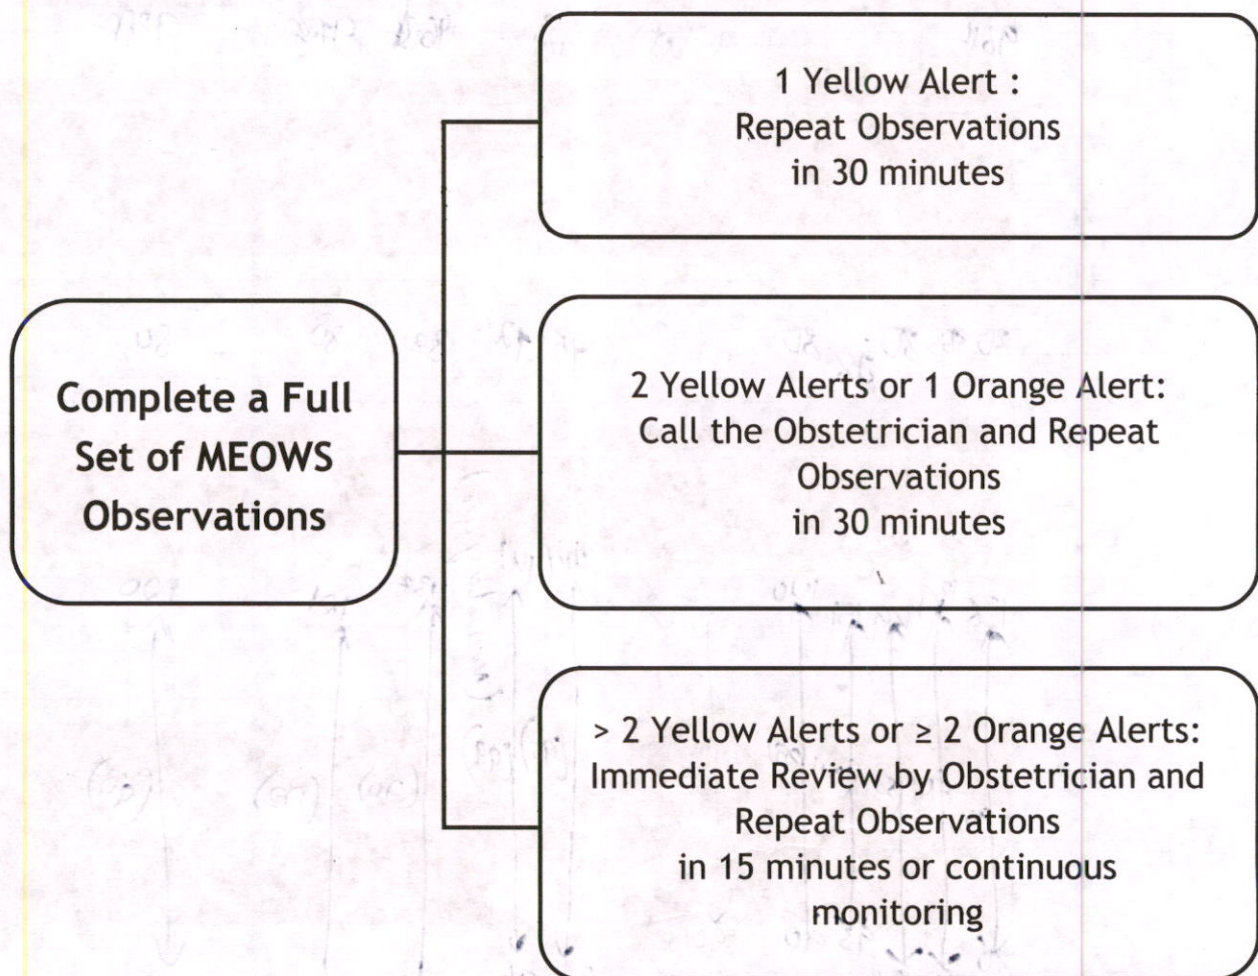 1 Yellow Alert :
Repeat Observations
in 30 minutes
Complete a Full
Set of MEOWS
Observations
2 Yellow Alerts or 1 Orange Alert:
Call the Obstetrician and Repeat
Observations
in 30 minutes
> 2 Yellow Alerts or ≥ 2 Orange Alerts:
Immediate Review by Obstetrician and
Repeat Observations
in 15 minutes or continuous
monitoring